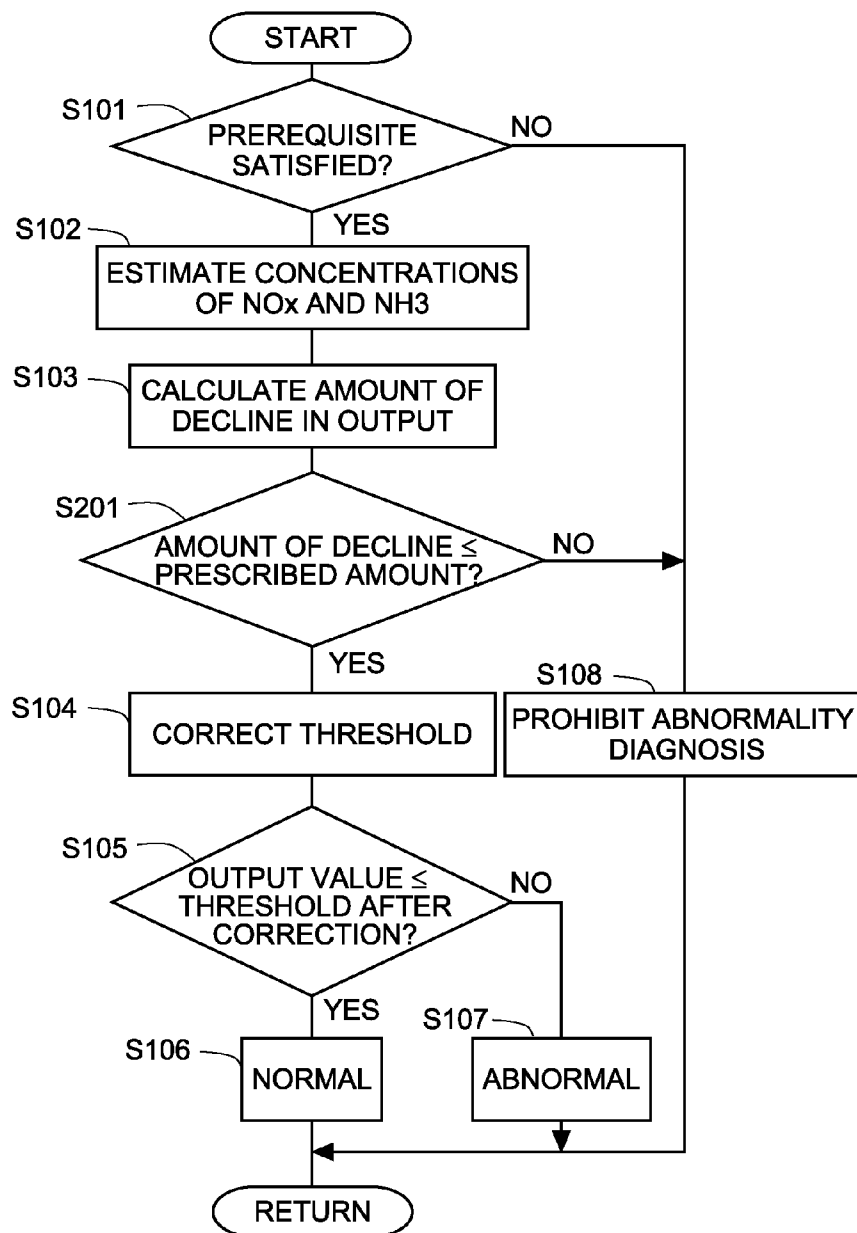 START
S101
PREREQUISITE
SATISFIED?
NO
YES
S102
ESTIMATE CONCENTRATIONS
OF NOx AND NH3
S103
CALCULATE AMOUNT OF
DECLINE IN OUTPUT
S201
AMOUNT OF DECLINE ≤
PRESCRIBED AMOUNT?
NO
YES
S104
CORRECT THRESHOLD
S108
PROHIBIT ABNORMALITY
DIAGNOSIS
S105
OUTPUT VALUE ≤
THRESHOLD AFTER
CORRECTION?
NO
YES
S106
NORMAL
S107
ABNORMAL
RETURN